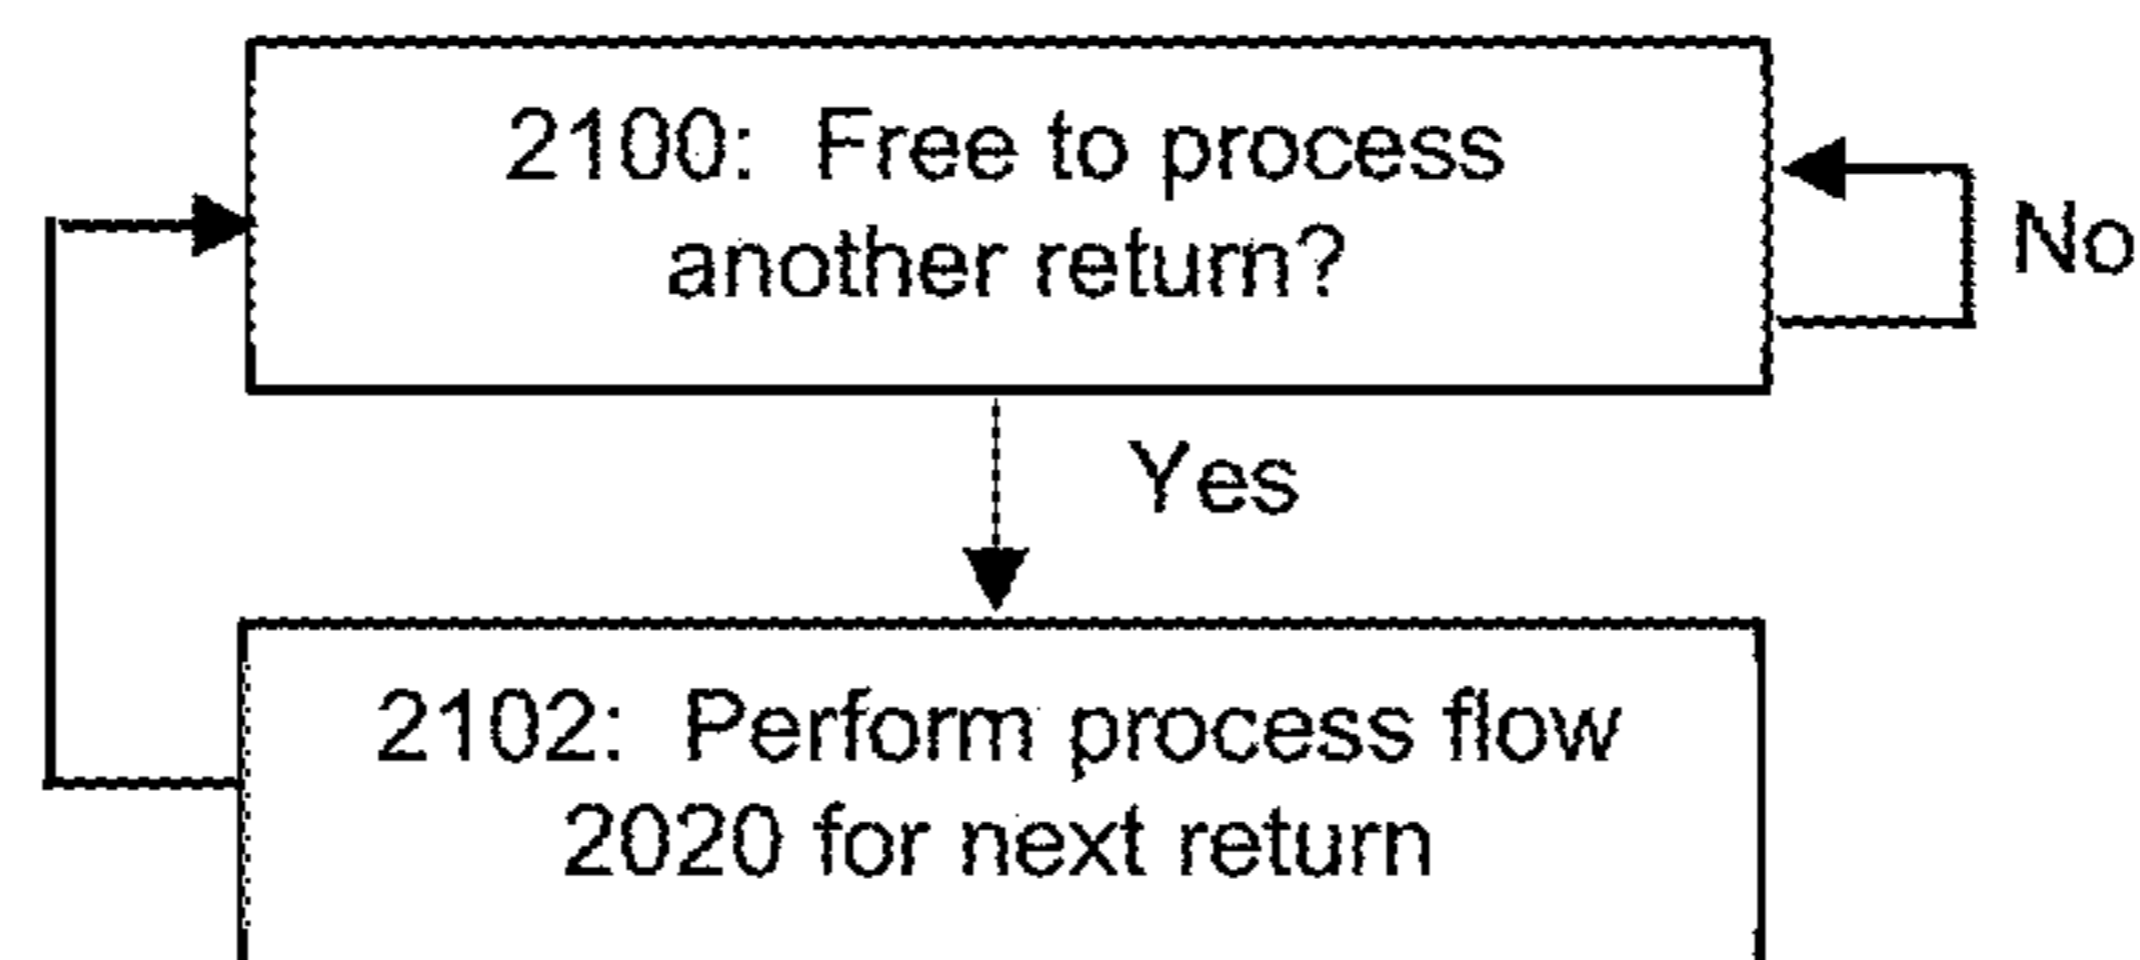 2100: Free to process
another return?
No
Yes
2102: Perform process flow
2020 for next return